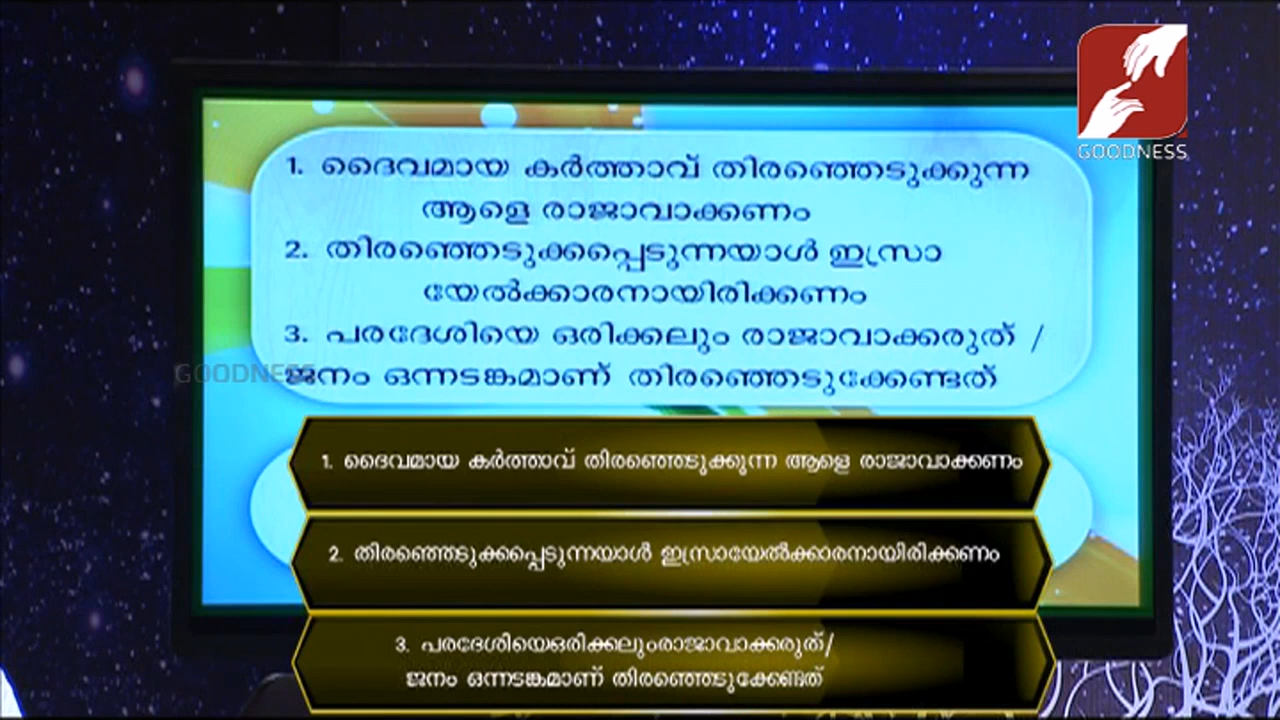 GOODNESS
1. ദൈവമായ കർത്താവ് തിരഞ്ഞെടുക്കുന്ന
ആളെ രാജാവാക്കണം
2. തിരഞ്ഞെടുക്കപ്പെടുന്നയാൾ ഇസ്രാ
യേൽക്കാരനായിരിക്കണം
3. പരദേശിയെ ഒരിക്കലും രാജാവാക്കരുത് /
GOODNESS
ജനം ഒന്നടങ്കമാണ് തിരഞ്ഞെടുക്കേണ്ടത്
1. ദൈവമായ കർത്താവ് തിരഞ്ഞെടുക്കുന്ന ആളെ രാജാവാക്കണം
2. തിരഞ്ഞെടുക്കപ്പെടുന്നയാൾ ഇസ്രായേൽക്കാരനായിരിക്കണം
3. പരദേശിയെഒരിക്കലുംരാജാവാക്കരുത്/
ജനം ഒന്നടങ്കമാണ് തിരഞ്ഞെടുക്കേണ്ടത്